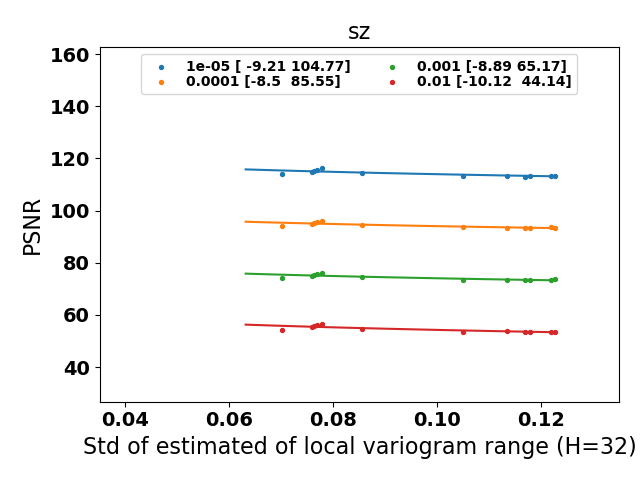 sz
1e-05 [ -9.21 104.77]
0.0001 [-8.5  85.55]
0.001 [-8.89 65.17]
0.01 [-10.12  44.14]
PSNR
160
140
120
100
80
60
40
0.04 0.06 0.08 0.10 0.12
Std of estimated of local variogram range (H=32)